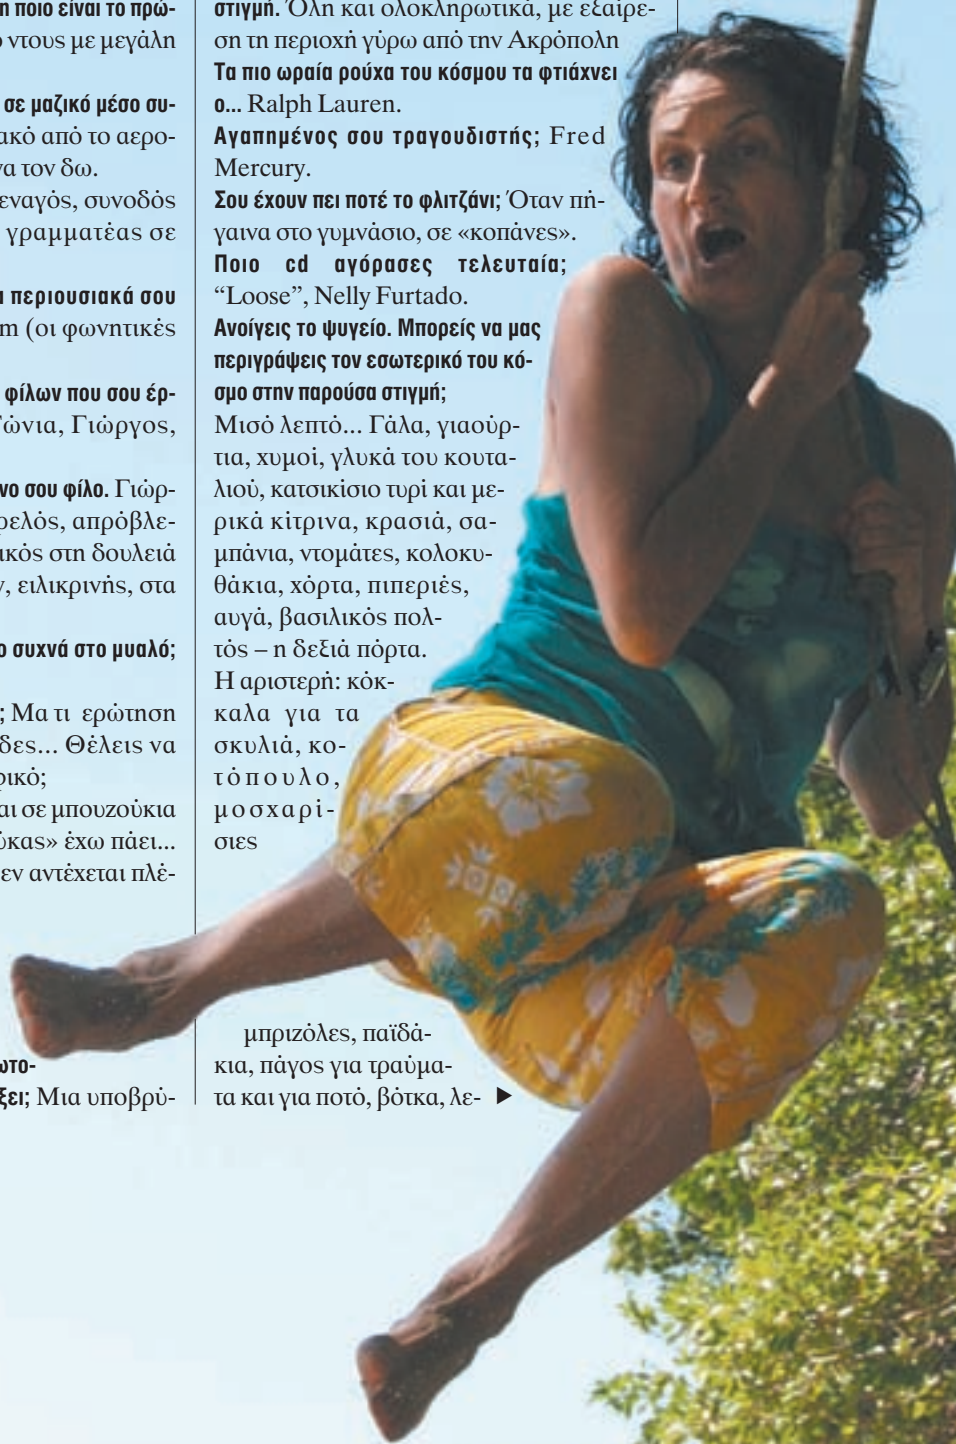 η ποιο είναι το πρώ-
ντους με μεγάλη
σε μαζικό μέσο συ-
από το αερο-
να τον δω.
συνοδός
γραμματέας σε
περιουσιακά σου
(οι φωνητικές
φίλων που σου έρ-
Γιώργος,
σου φίλο. Γιώρ-
απρόβλε-
στη δουλειά
ειλικρινής, στα
συχνά στο μυαλό;
; Μα τι ερώτηση
Θέλεις να
σε μπουζούκια
έχω πάει...
αντέχεται πλέ-
Μια υποβρύ-
στιγμή. Όλη και ολοκληρωτικά, με εξαίρε-
ση τη περιοχή γύρω από την Ακρόπολη
Τα πιο ωραία ρούχα του κόσμου τα φτιάχνει
ο... Ralph Lauren.
Αγαπημένος σου τραγουδιστής; Fred
Mercury.
Σου έχουν πει ποτέ το φλιτζάνι; Όταν πή-
γαινα στο γυμνάσιο, σε «κοπάνες».
Ποιο cd αγόρασες τελευταία;
“Loose”, Nelly Furtado.
Ανοίγεις το ψυγείο. Μπορείς να μας
περιγράψεις τον εσωτερικό του κό-
σμο στην παρούσα στιγμή;
Μισό λεπτό... Γάλα, γιαούρ-
τια, χυμοί, γλυκά του κουτα-
λιού, κατσικίσιο τυρί και με-
ρικά κίτρινα, κρασιά, σα-
μπάνια, ντομάτες, κολοκυ-
θάκια, χόρτα, πιπεριές,
αυγά, βασιλικός πολ-
τός – η δεξιά πόρτα.
Η αριστερή: κόκ-
καλα για τα
σκυλιά, κο-
τόπουλο,
μοσχαρί-
σιες
μπριζόλες, παϊδά-
κια, πάγος για τραύμα-
τα και για ποτό, βότκα, λε- ►